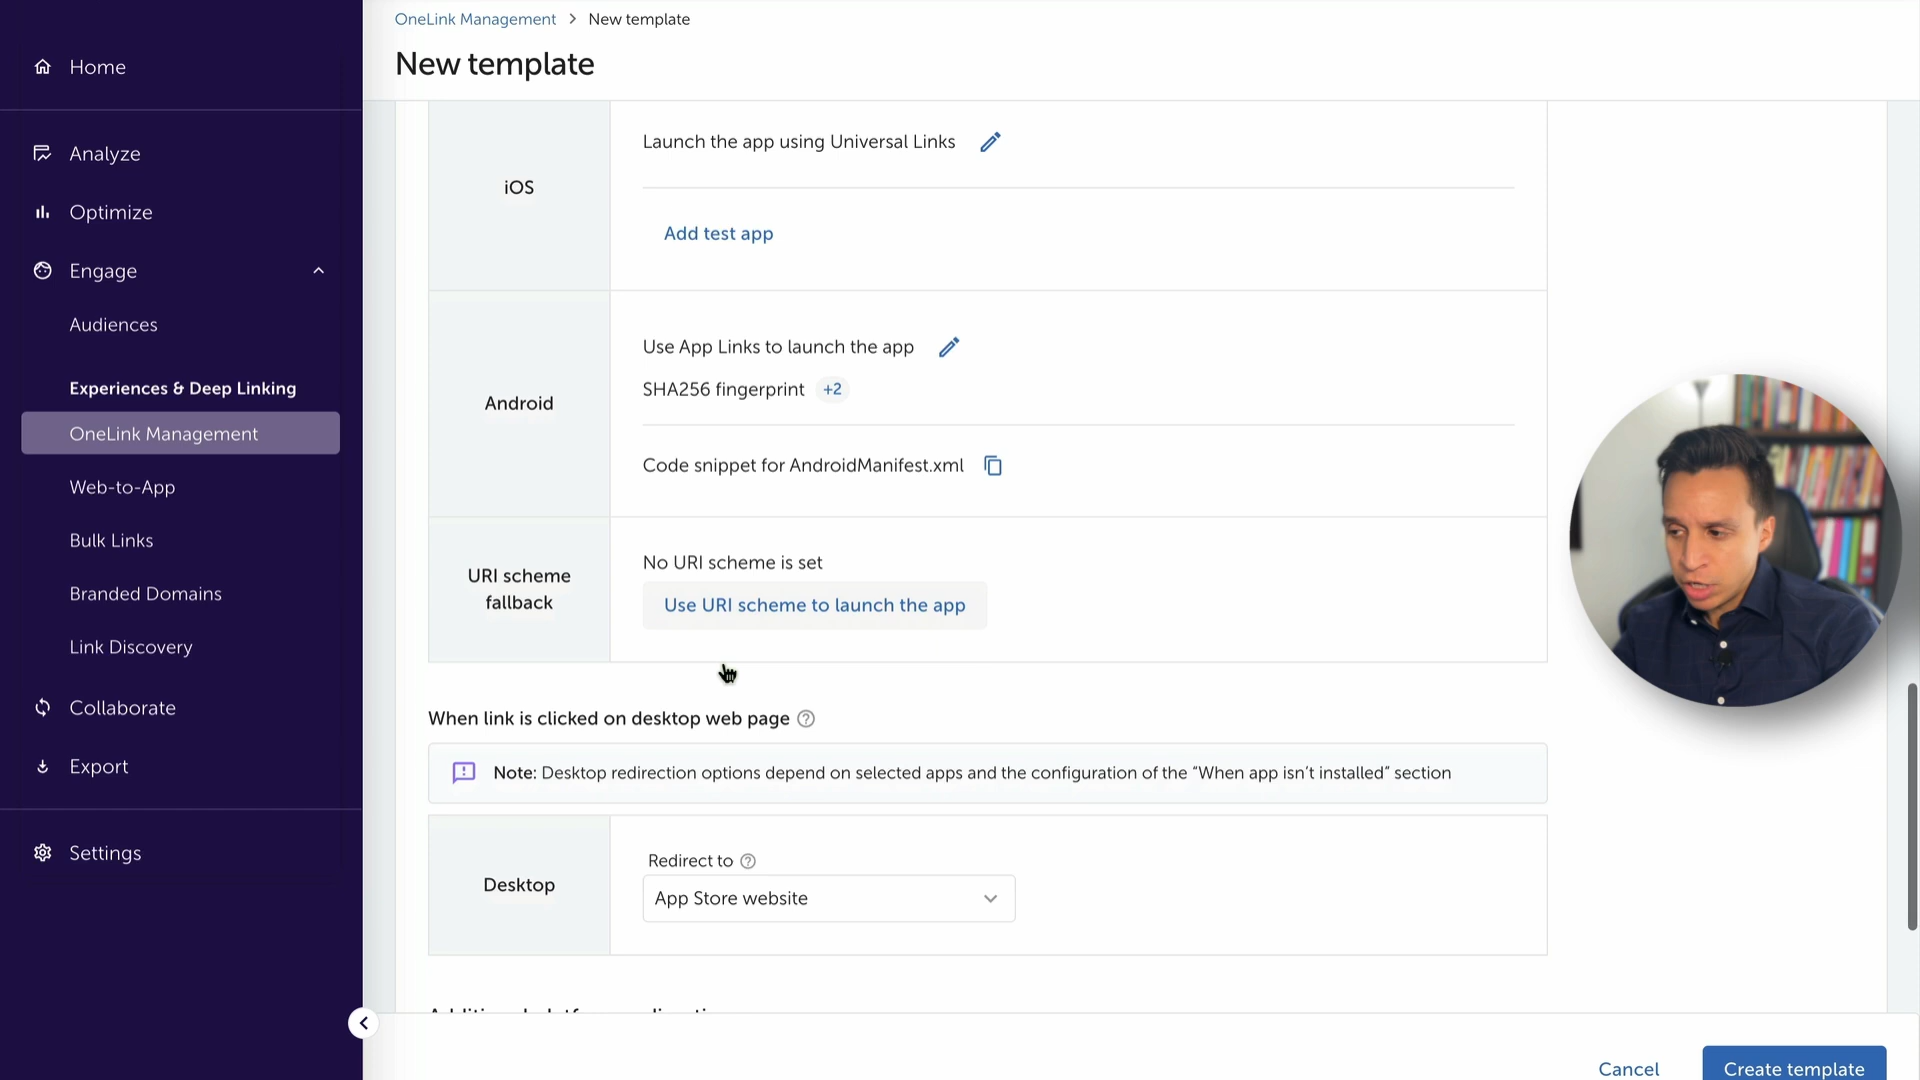 OneLink Management > New template
New template
Home
Analyze
Optimize
Engage
Audiences
Experiences & Deep Linking
OneLink Management
Web-to-App
Bulk Links
Branded Domains
Link Discovery
Collaborate
Export
Settings
iOS
Launch the app using Universal Links
Add test app
Android
Use App Links to launch the app
SHA256 fingerprint +2
Code snippet for AndroidManifest.xml
URI scheme
fallback
No URI scheme is set
Use URI scheme to launch the app
When link is clicked on desktop web page
Note: Desktop redirection options depend on selected apps and the configuration of the “When app isn’t installed” section
Desktop
Redirect to
App Store website
Cancel
Create template